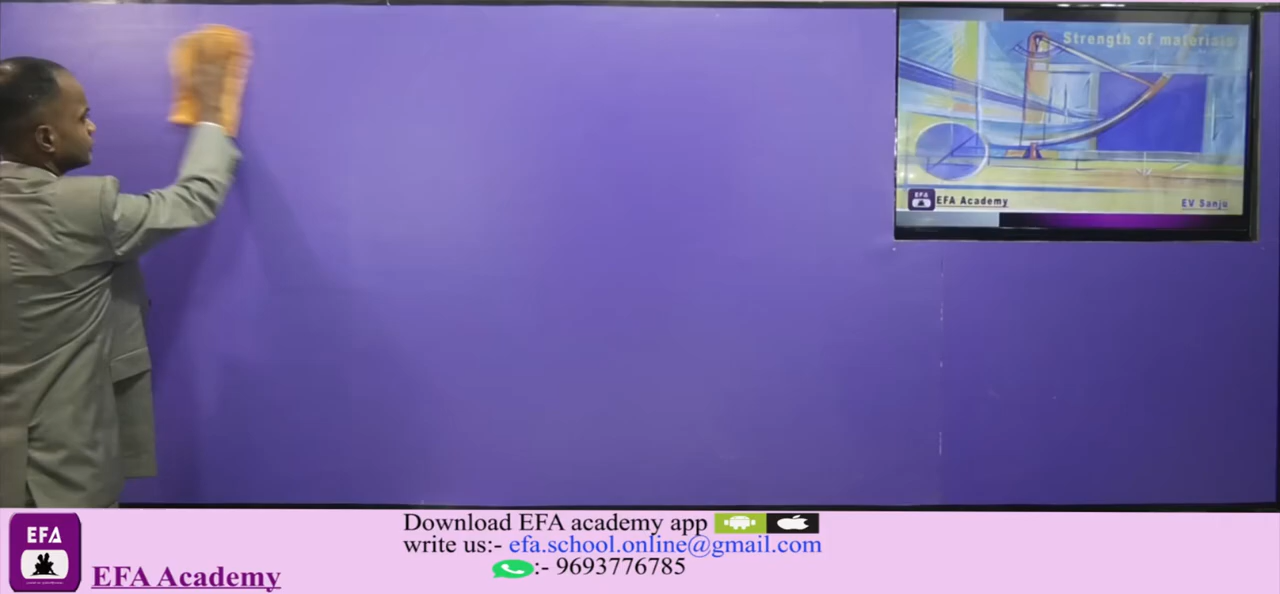 Strength of materials
EFA
EFA Academy
EV Sanju
Download EFA academy app
write us:- efa.school.online@gmail.com
:- 9693776785
EFA
EFA Academy